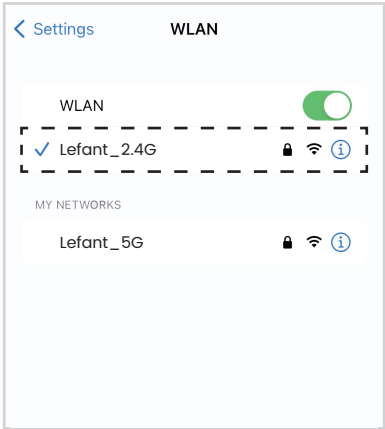 Settings
WLAN
WLAN
Lefant_2.4G
MY NETWORKS
Lefant_5G